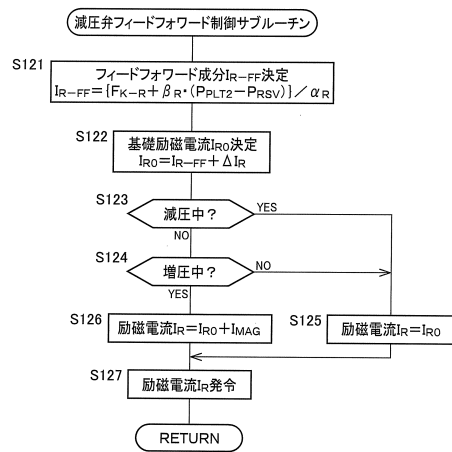 減圧弁フィードフォワード制御サブルーチン
S121
フィードフォワード成分IR−FF決定
IR−FF={FK−R+βR・(PPLT2−PRSV)}／αR
S122
基礎励磁電流IR0決定
IR0=IR−FF+ΔIR
S123
減圧中？
YES
NO
S124
増圧中？
NO
YES
S126
励磁電流IR=IR0+IMAG
S125
励磁電流IR=IR0
S127
励磁電流IR発令
RETURN